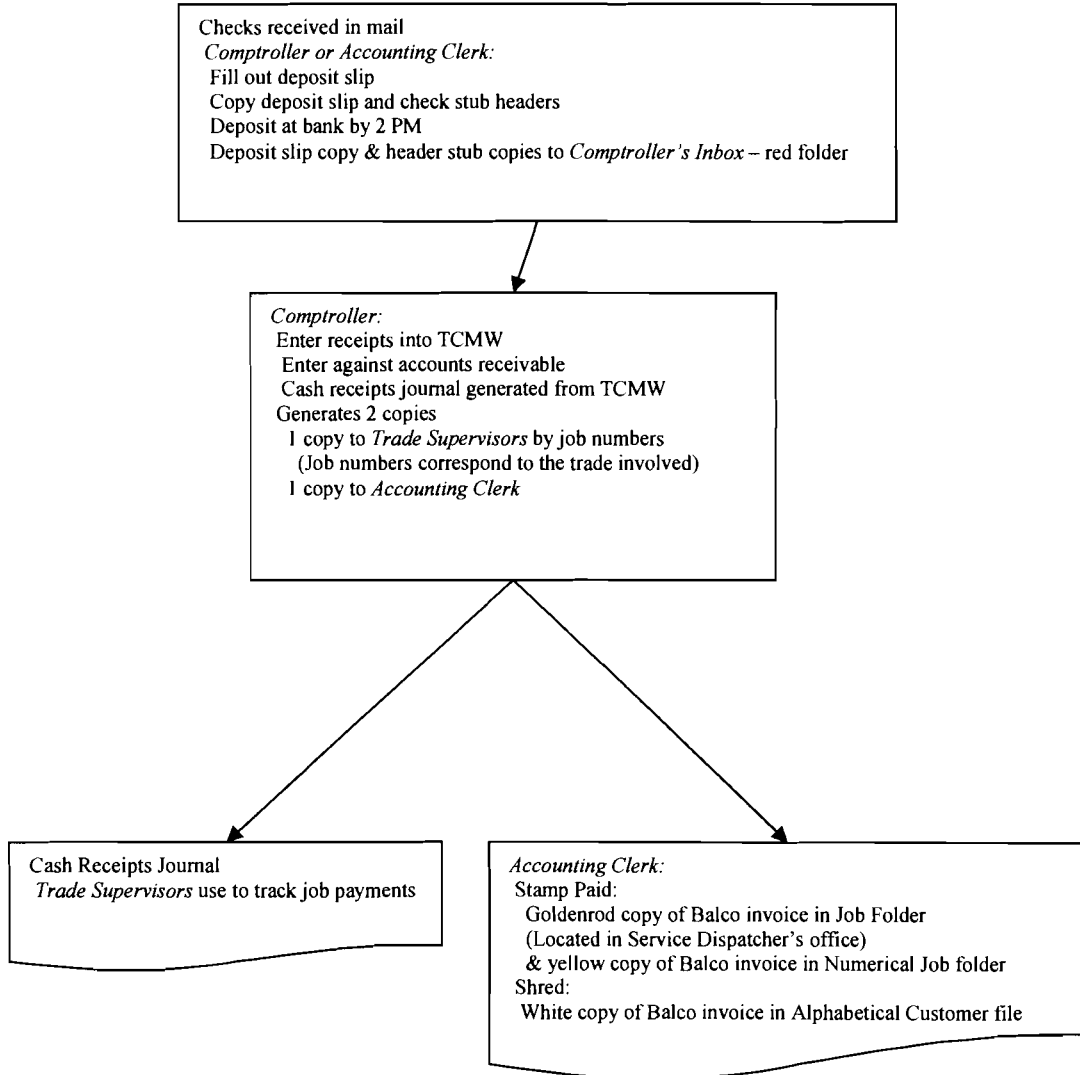 Checks received in mail
Comptroller or Accounting Clerk:
Fill out deposit slip
Copy deposit slip and check stub headers
Deposit at bank by 2 PM
Deposit slip copy & header stub copies to Comptroller's Inbox – red folder
Comptroller:
Enter receipts into TCMW
Enter against accounts receivable
Cash receipts journal generated from TCMW
Generates 2 copies
1 copy to Trade Supervisors by job numbers
(Job numbers correspond to the trade involved)
1 copy to Accounting Clerk
Cash Receipts Journal
Trade Supervisors use to track job payments
Accounting Clerk:
Stamp Paid:
Goldenrod copy of Balco invoice in Job Folder
(Located in Service Dispatcher's office)
& yellow copy of Balco invoice in Numerical Job folder
Shred:
White copy of Balco invoice in Alphabetical Customer file